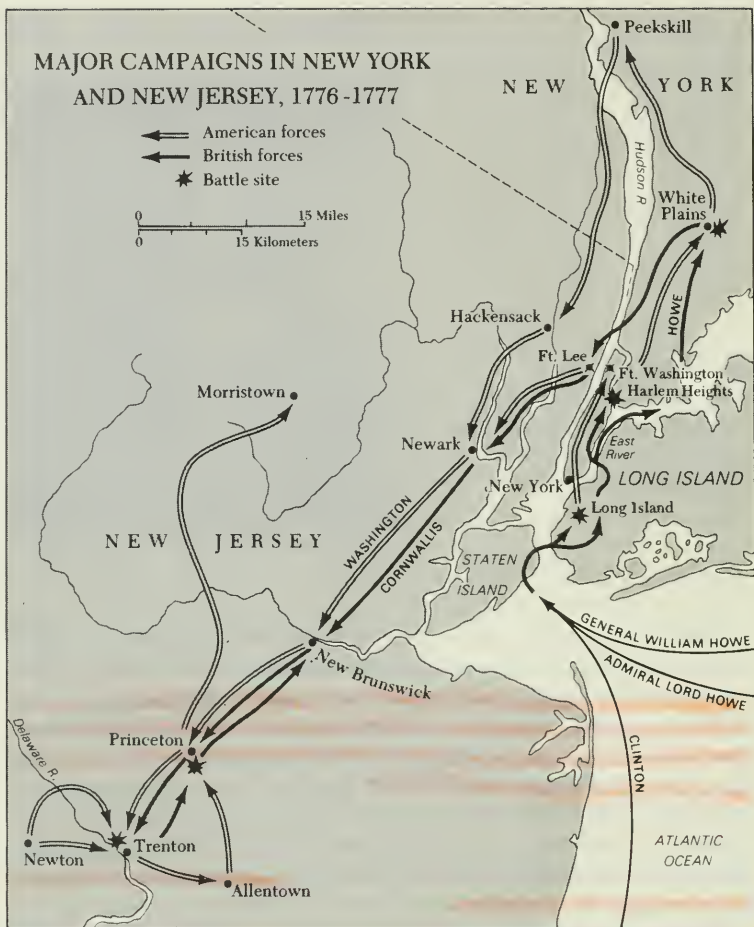 MAJOR CAMPAIGNS IN NEW YORK
AND NEW JERSEY, 1776-1777
American forces
British forces
Battle site
0 15 Miles
0 15 Kilometers
Peekskill
NEW YORK
Hudson R
White
Plains
HOWE
Hackensack
Ft. Lee
Ft. Washington
Harlem Heights
Morristown
Newark
East
River
New York
LONG ISLAND
Long Island
NEW JERSEY
WASHINGTON
CORNWALLIS
STATEN
ISLAND
GENERAL WILLIAM HOWE
ADMIRAL LORD HOWE
CLINTON
New Brunswick
Princeton
Delaware R.
Trenton
Newton
Allentown
ATLANTIC
OCEAN